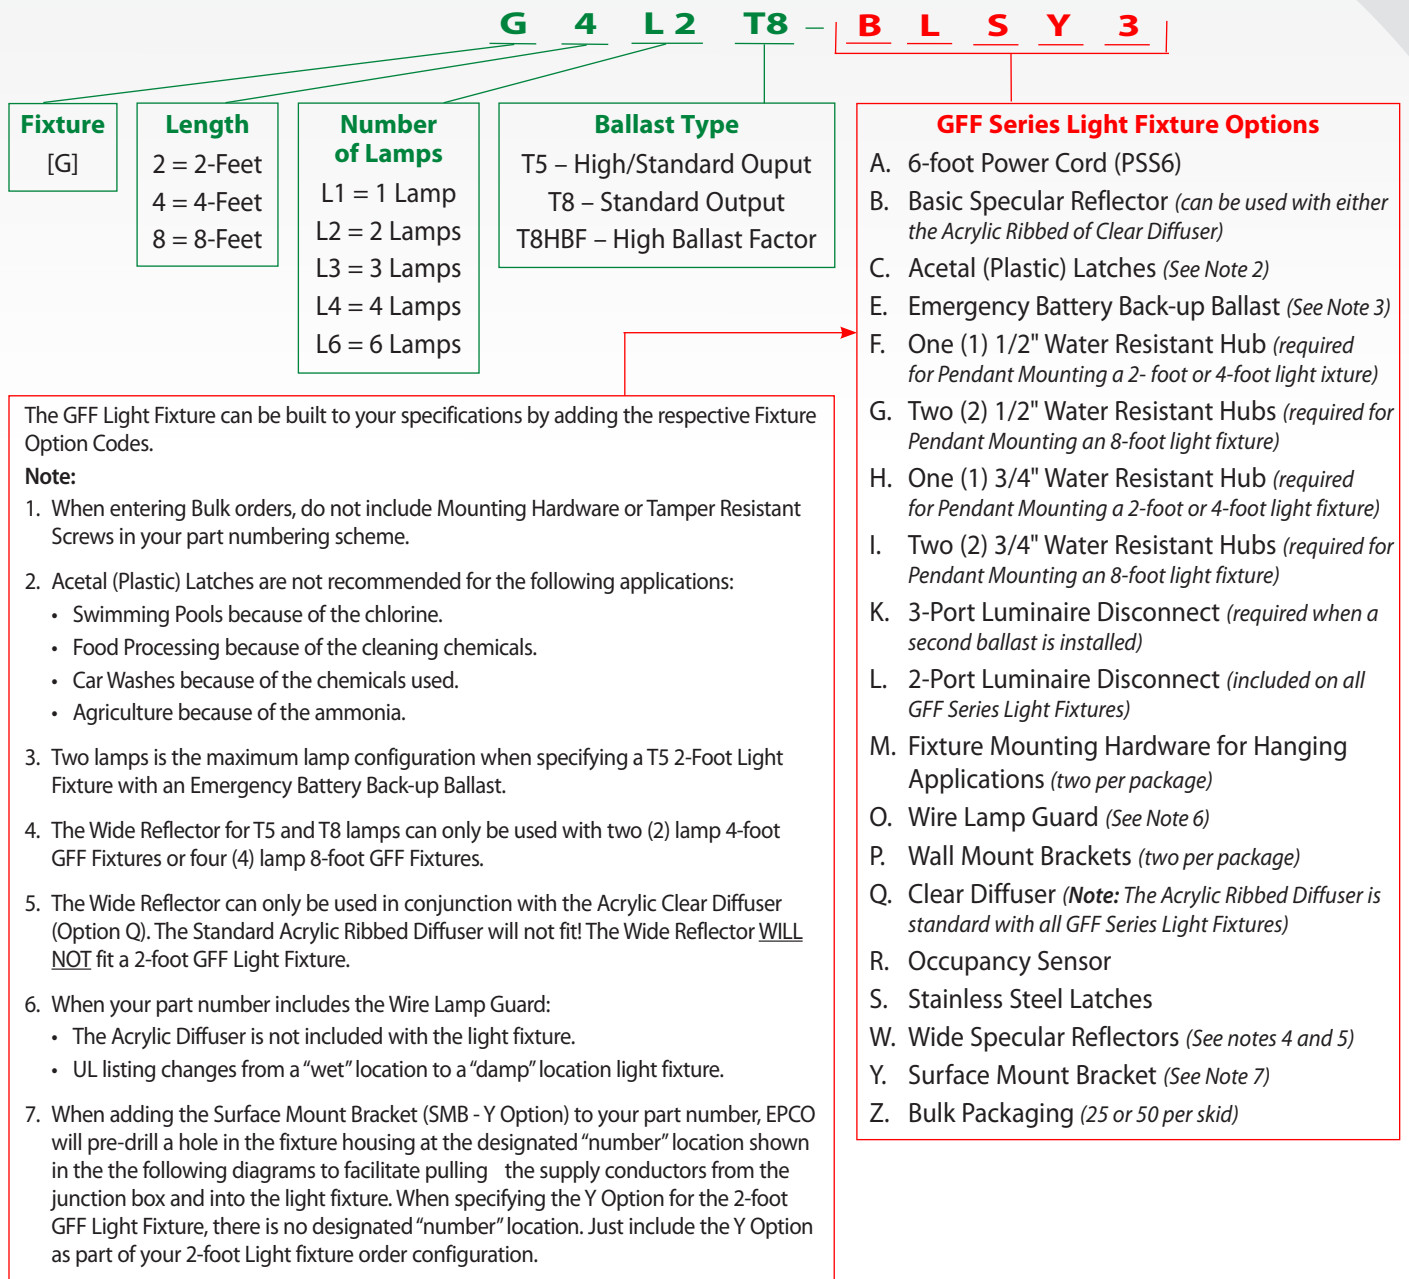 G 4 L 2 T8 – B L S Y 3
Fixture
[G]
Length
2 = 2-Feet
4 = 4-Feet
8 = 8-Feet
Number
of Lamps
L1 = 1 Lamp
L2 = 2 Lamps
L3 = 3 Lamps
L4 = 4 Lamps
L6 = 6 Lamps
Ballast Type
T5 – High/Standard Ouput
T8 – Standard Output
T8HBF – High Ballast Factor
The GFF Light Fixture can be built to your specifications by adding the respective Fixture
Option Codes.
Note:
1. When entering Bulk orders, do not include Mounting Hardware or Tamper Resistant
Screws in your part numbering scheme.
2. Acetal (Plastic) Latches are not recommended for the following applications:
• Swimming Pools because of the chlorine.
• Food Processing because of the cleaning chemicals.
• Car Washes because of the chemicals used.
• Agriculture because of the ammonia.
3. Two lamps is the maximum lamp configuration when specifying a T5 2-Foot Light
Fixture with an Emergency Battery Back-up Ballast.
4. The Wide Reflector for T5 and T8 lamps can only be used with two (2) lamp 4-foot
GFF Fixtures or four (4) lamp 8-foot GFF Fixtures.
5. The Wide Reflector can only be used in conjunction with the Acrylic Clear Diffuser
(Option Q). The Standard Acrylic Ribbed Diffuser will not fit! The Wide Reflector WILL
NOT fit a 2-foot GFF Light Fixture.
6. When your part number includes the Wire Lamp Guard:
• The Acrylic Diffuser is not included with the light fixture.
• UL listing changes from a "wet" location to a "damp" location light fixture.
7. When adding the Surface Mount Bracket (SMB - Y Option) to your part number, EPCO
will pre-drill a hole in the fixture housing at the designated "number" location shown
in the the following diagrams to facilitate pulling the supply conductors from the
junction box and into the light fixture. When specifying the Y Option for the 2-foot
GFF Light Fixture, there is no designated "number" location. Just include the Y Option
as part of your 2-foot Light fixture order configuration.
GFF Series Light Fixture Options
A. 6-foot Power Cord (PSS6)
B. Basic Specular Reflector (can be used with either
the Acrylic Ribbed of Clear Diffuser)
C. Acetal (Plastic) Latches (See Note 2)
E. Emergency Battery Back-up Ballast (See Note 3)
F. One (1) 1/2" Water Resistant Hub (required
for Pendant Mounting a 2- foot or 4-foot light ixture)
G. Two (2) 1/2" Water Resistant Hubs (required for
Pendant Mounting an 8-foot light fixture)
H. One (1) 3/4" Water Resistant Hub (required
for Pendant Mounting a 2-foot or 4-foot light fixture)
I. Two (2) 3/4" Water Resistant Hubs (required for
Pendant Mounting an 8-foot light fixture)
K. 3-Port Luminaire Disconnect (required when a
second ballast is installed)
L. 2-Port Luminaire Disconnect (included on all
GFF Series Light Fixtures)
M. Fixture Mounting Hardware for Hanging
Applications (two per package)
O. Wire Lamp Guard (See Note 6)
P. Wall Mount Brackets (two per package)
Q. Clear Diffuser (Note: The Acrylic Ribbed Diffuser is
standard with all GFF Series Light Fixtures)
R. Occupancy Sensor
S. Stainless Steel Latches
W. Wide Specular Reflectors (See notes 4 and 5)
Y. Surface Mount Bracket (See Note 7)
Z. Bulk Packaging (25 or 50 per skid)